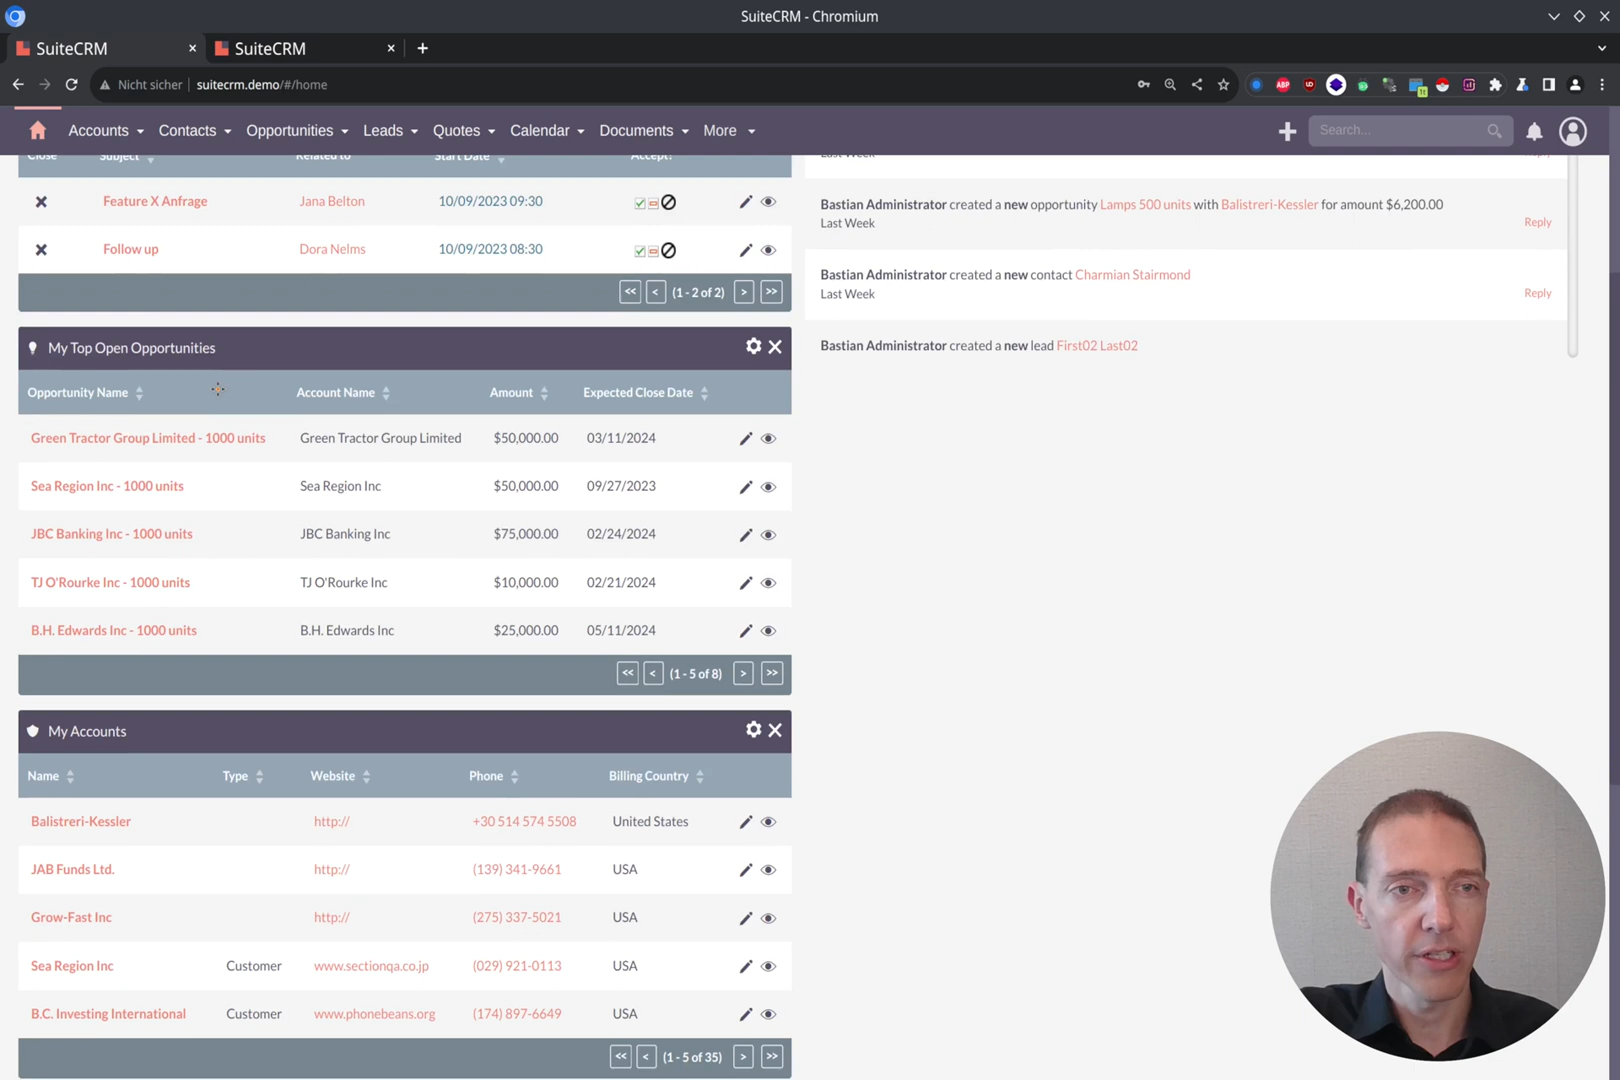 SuiteCRM - Chromium
SuiteCRM
SuiteCRM
Nicht sicher
suitecrm.demo/#/home
ABP
Accounts
Contacts
Opportunities
Leads
Quotes
Calendar
Documents
More
Search...
Close
Subject
Related to
Start Date
Accept?
Feature X Anfrage
Jana Belton
10/09/2023 09:30
Follow up
Dora Nelms
10/09/2023 08:30
<< < (1 - 2 of 2) > >>
My Top Open Opportunities
Opportunity Name
Account Name
Amount
Expected Close Date
Green Tractor Group Limited - 1000 units
Green Tractor Group Limited
$50,000.00
03/11/2024
Sea Region Inc - 1000 units
Sea Region Inc
$50,000.00
09/27/2023
JBC Banking Inc - 1000 units
JBC Banking Inc
$75,000.00
02/24/2024
TJ O'Rourke Inc - 1000 units
TJ O'Rourke Inc
$10,000.00
02/21/2024
B.H. Edwards Inc - 1000 units
B.H. Edwards Inc
$25,000.00
05/11/2024
<< < (1 - 5 of 8) > >>
My Accounts
Name
Type
Website
Phone
Billing Country
Balistreri-Kessler
http://
+30 514 574 5508
United States
JAB Funds Ltd.
http://
(139) 341-9661
USA
Grow-Fast Inc
http://
(275) 337-5021
USA
Sea Region Inc
Customer
www.sectionqa.co.jp
(029) 921-0113
USA
B.C. Investing International
Customer
www.phonebeans.org
(174) 897-6649
USA
<< < (1 - 5 of 35) > >>
Last Week
Reply
Bastian Administrator created a new opportunity Lamps 500 units with Balistreri-Kessler for amount $6,200.00
Last Week
Reply
Bastian Administrator created a new contact Charmian Stairmond
Last Week
Reply
Bastian Administrator created a new lead First02 Last02